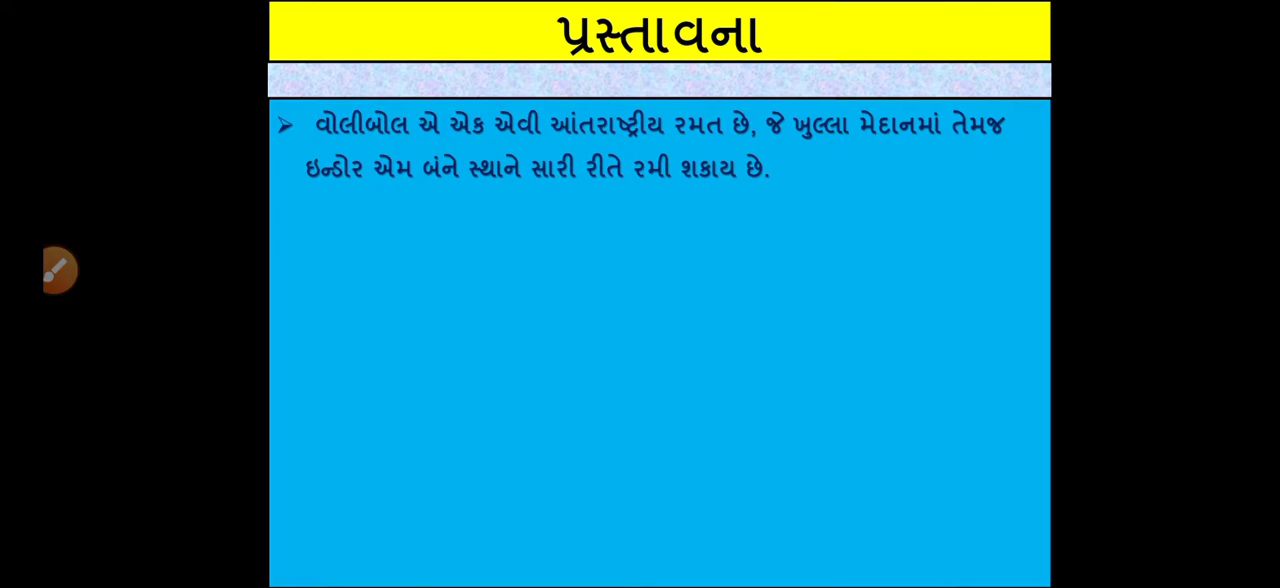 પ્રસ્તાવના
➢ વોલીબોલ એ એક એવી આંતરાષ્ટ્રીય રમત છે, જે ખુલ્લા મેદાનમાં તેમજ
ઇન્ડોર એમ બંને સ્થાને સારી રીતે રમી શકાય છે.